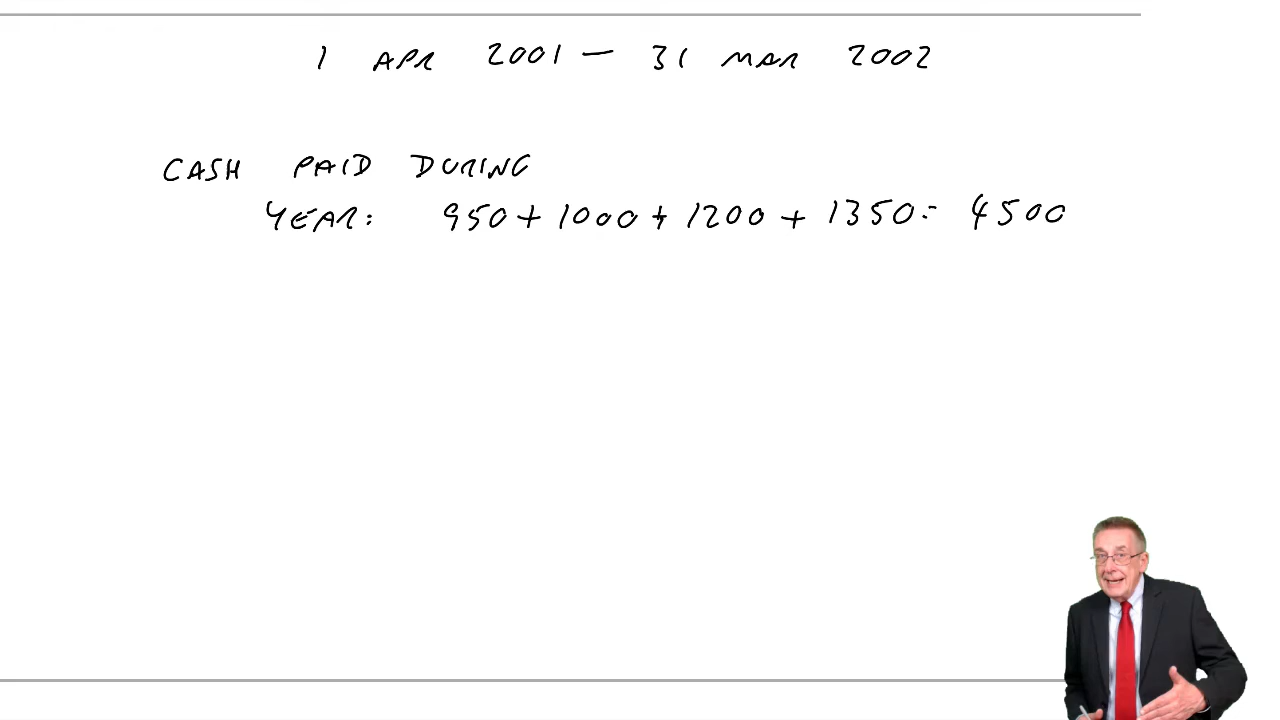 1 APR 2001 — 31 MAR 2002
CASH PAID DURING
YEAR: 950 + 1000 + 1200 + 1350 = 4500